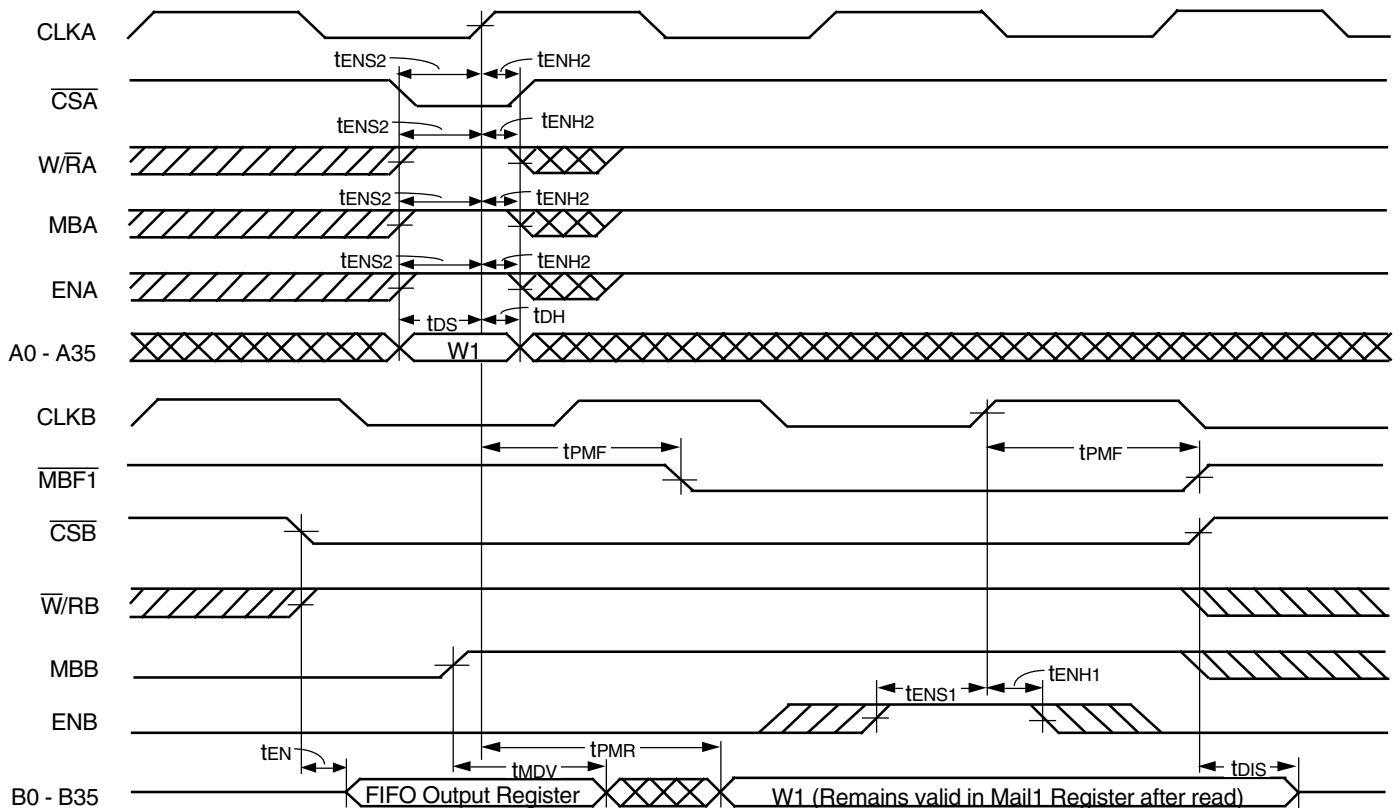 CLKA
tENS2 tENH2
CSA
tENS2 tENH2
W/RA
tENS2 tENH2
MBA
tENS2 tENH2
ENA
tDS tDH
A0 - A35 W1
CLKB
tPMF tPMF
MBF1
CSB
W/RB
MBB
tENS1 tENH1
ENB
tEN tPMR
tMDV tDIS
B0 - B35 FIFO Output Register W1 (Remains valid in Mail1 Register after read)